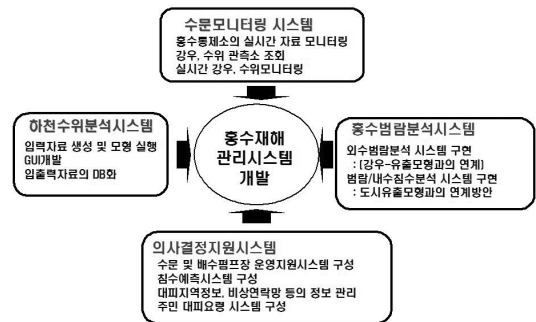 수문모니터링 시스템
홍수통제소의 실시간 자료 모니터링
강우, 수위 관측소 조회
실시간 강우, 수위모니터링
하천수위분석시스템
입력자료 생성 및 모형 실행
GUI개발
입출력자료의 DB화
홍수재해
관리시스템
개발
홍수범람분석시스템
외수범람분석 시스템 구현
: [강우-유출모형과의 연계)
범람/내수침수분석 시스템 구현
: 도시유출모형과의 연계방안
의사결정지원시스템
수문 및 배수펌프장 운영지원시스템 구성
침수예측시스템 구성
대피지역정보, 비상연락망 등의 정보 관리
주민 대피요령 시스템 구성